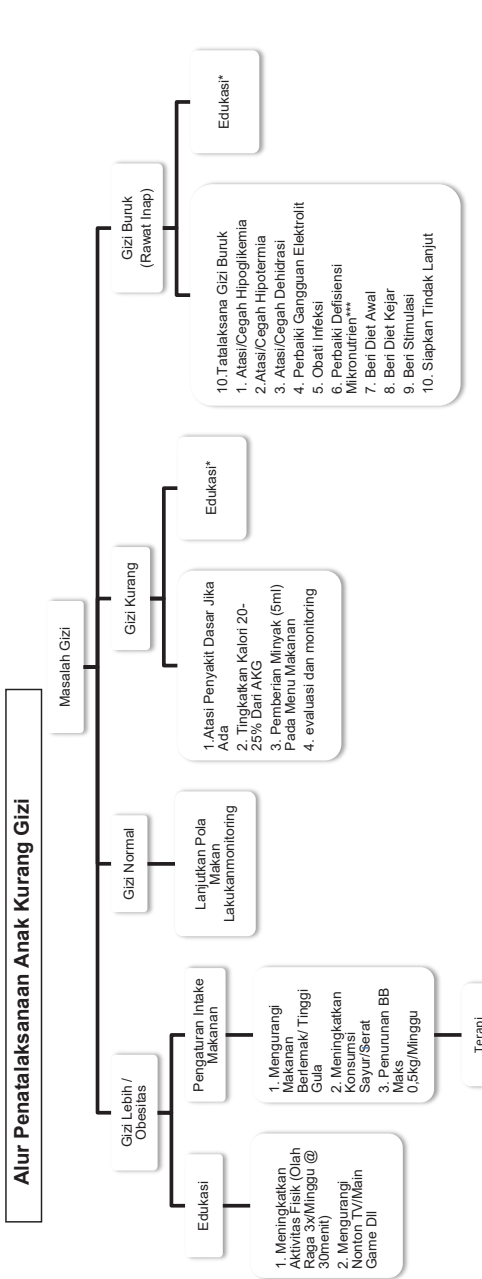 Alur Penatalaksanaan Anak Kurang Gizi
Masalah Gizi
Gizi Lebih /
Obesitas
Gizi Normal
Gizi Kurang
Gizi Buruk
(Rawat Inap)
Edukasi
Pengaturan Intake
Makanan
Lanjutkan Pola
Makan
Lakukanmonitoring
1.Atasi Penyakit Dasar Jika
Ada
2. Tingkatkan Kalori 20-
25% Dari AKG
3. Pemberian Minyak (5ml)
Pada Menu Makanan
4. evaluasi dan monitoring
Edukasi*
10.Tatalaksana Gizi Buruk
1. Atasi/Cegah Hipoglikemia
2.Atasi/Cegah Hipotermia
3. Atasi/Cegah Dehidrasi
4. Perbaiki Gangguan Elektrolit
5. Obati Infeksi
6. Perbaiki Defisiensi
Mikronutrien***
7. Beri Diet Awal
8. Beri Diet Kejar
9. Beri Stimulasi
10. Siapkan Tindak Lanjut
Edukasi*
1. Meningkatkan
Aktivitas Fisik (Olah
Raga 3x/Minggu @
30menit)
2. Mengurangi
Nonton TV/Main
Game Dll
1. Mengurangi
Makanan
Berlemak/ Tinggi
Gula
2. Meningkatkan
Konsumsi
Sayur/Serat
3. Penurunan BB
Maks
0,5kg/Minggu
Terapi